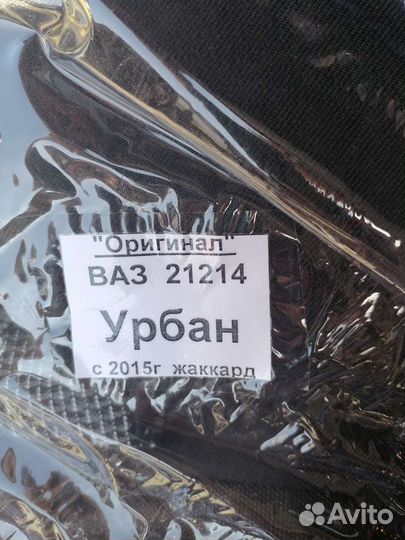 "Оригинал"
ВАЗ 21214
Урбан
с 2015г жаккард
Avito